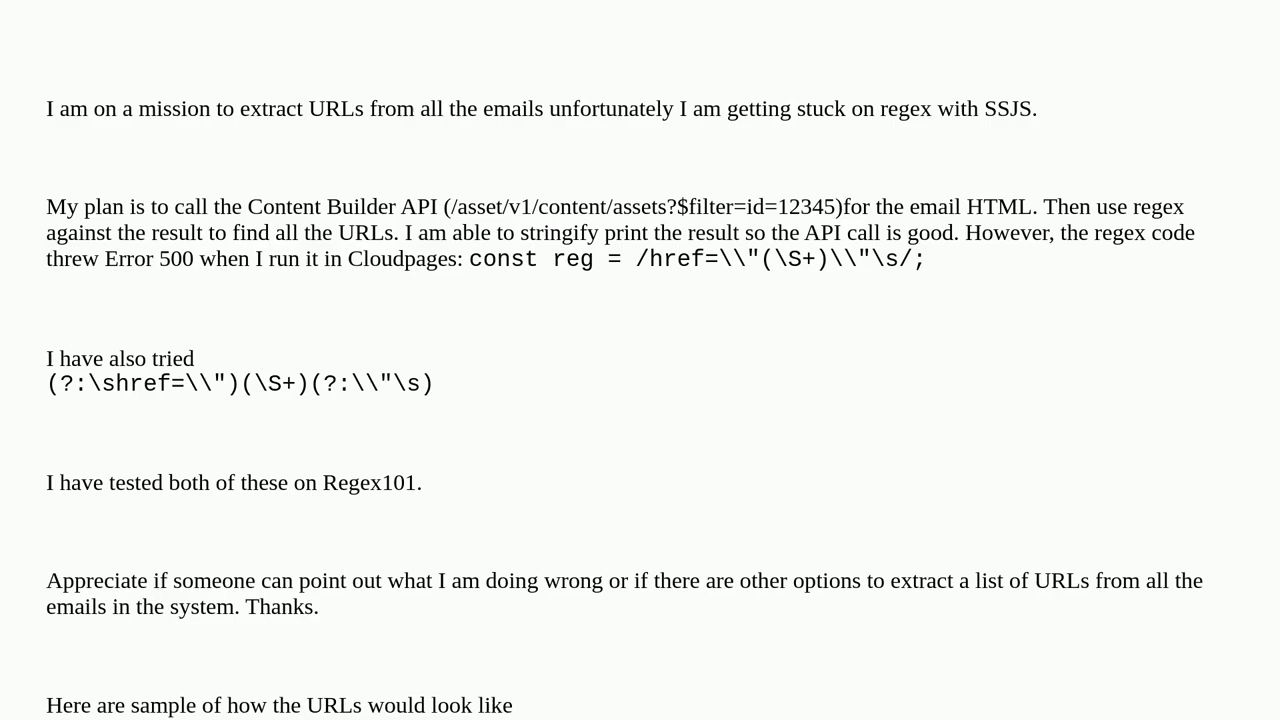 I am on a mission to extract URLs from all the emails unfortunately I am getting stuck on regex with SSJS.
My plan is to call the Content Builder API (/asset/v1/content/assets?$filter=id=12345)for the email HTML. Then use regex
against the result to find all the URLs. I am able to stringify print the result so the API call is good. However, the regex code
threw Error 500 when I run it in Cloudpages: const reg = /href=\\"(\S+)\\"\s/;
I have also tried
(?:\shref=\\")(\S+)(?:\\"\s)
I have tested both of these on Regex101.
Appreciate if someone can point out what I am doing wrong or if there are other options to extract a list of URLs from all the
emails in the system. Thanks.
Here are sample of how the URLs would look like